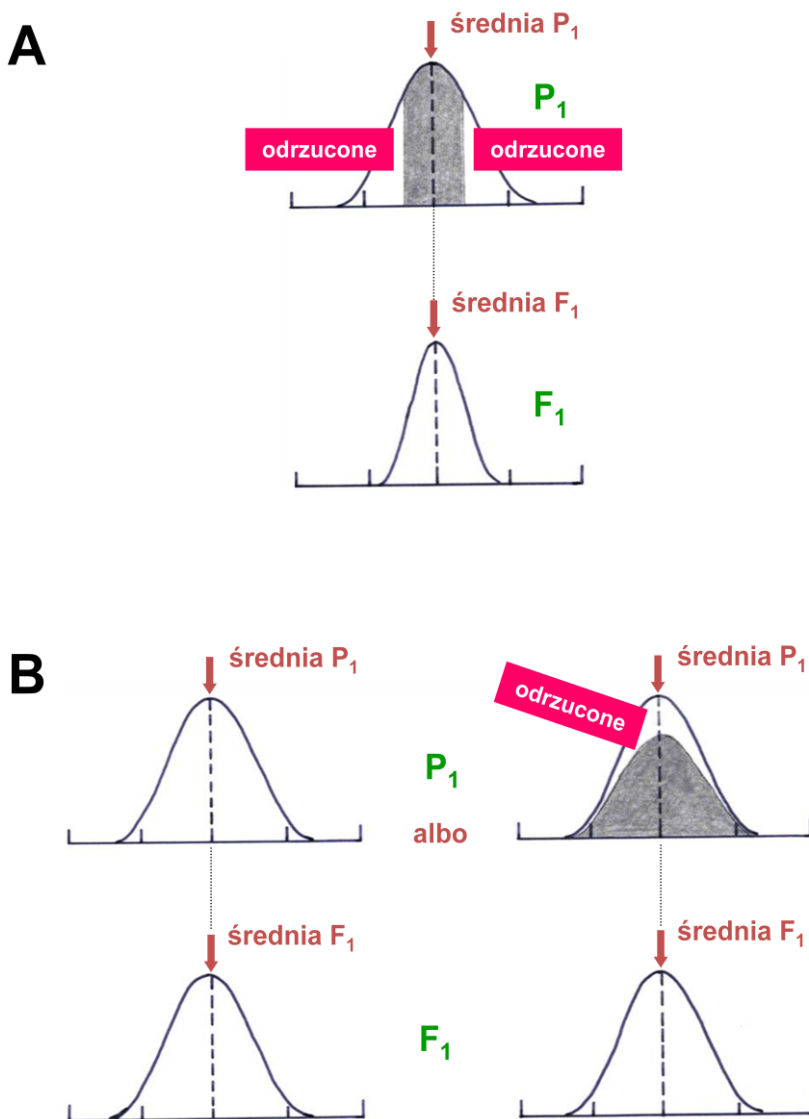 A
średnia P₁
P₁
odrzucone odrzucone
średnia F₁
F₁
B
średnia P₁ średnia P₁
odrzucone
P₁
albo
średnia F₁ średnia F₁
F₁